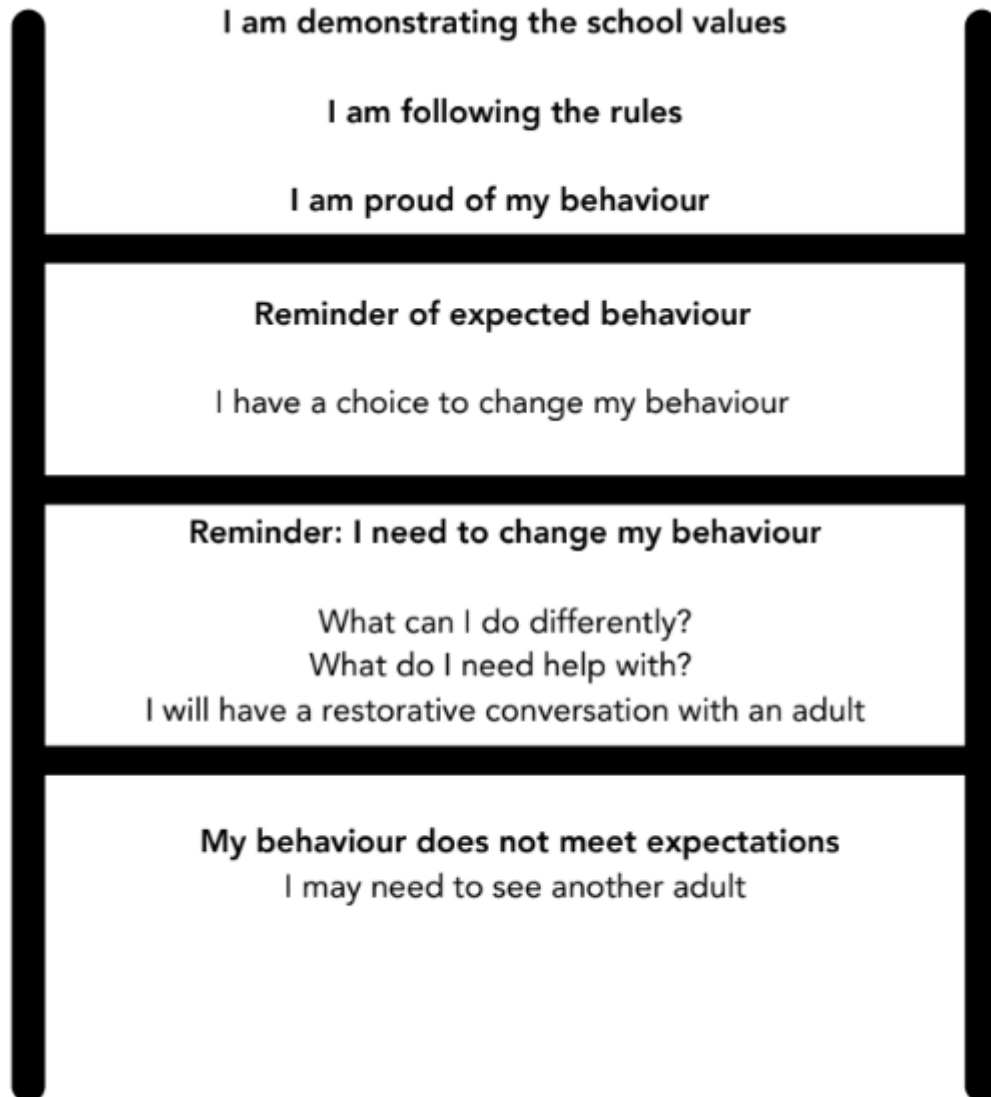 I am demonstrating the school values
I am following the rules
I am proud of my behaviour
Reminder of expected behaviour
I have a choice to change my behaviour
Reminder: I need to change my behaviour
What can I do differently?
What do I need help with?
I will have a restorative conversation with an adult
My behaviour does not meet expectations
I may need to see another adult